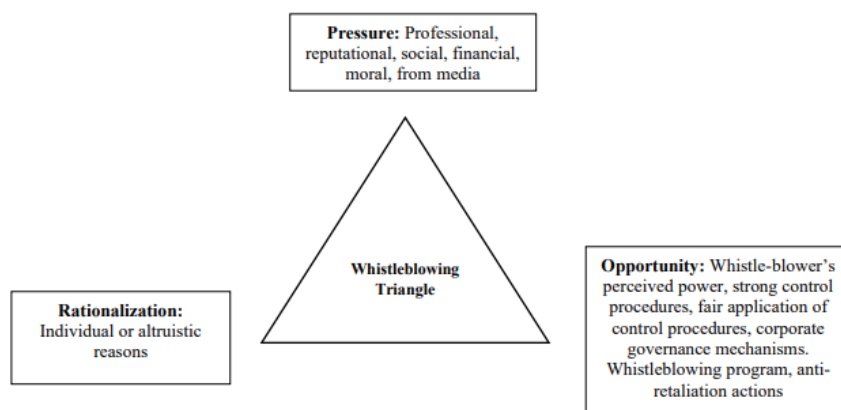 Pressure: Professional,
reputational, social, financial,
moral, from media
Whistleblowing
Triangle
Rationalization:
Individual or altruistic
reasons
Opportunity: Whistle-blower's
perceived power, strong control
procedures, fair application of
control procedures, corporate
governance mechanisms.
Whistleblowing program, anti-
retaliation actions